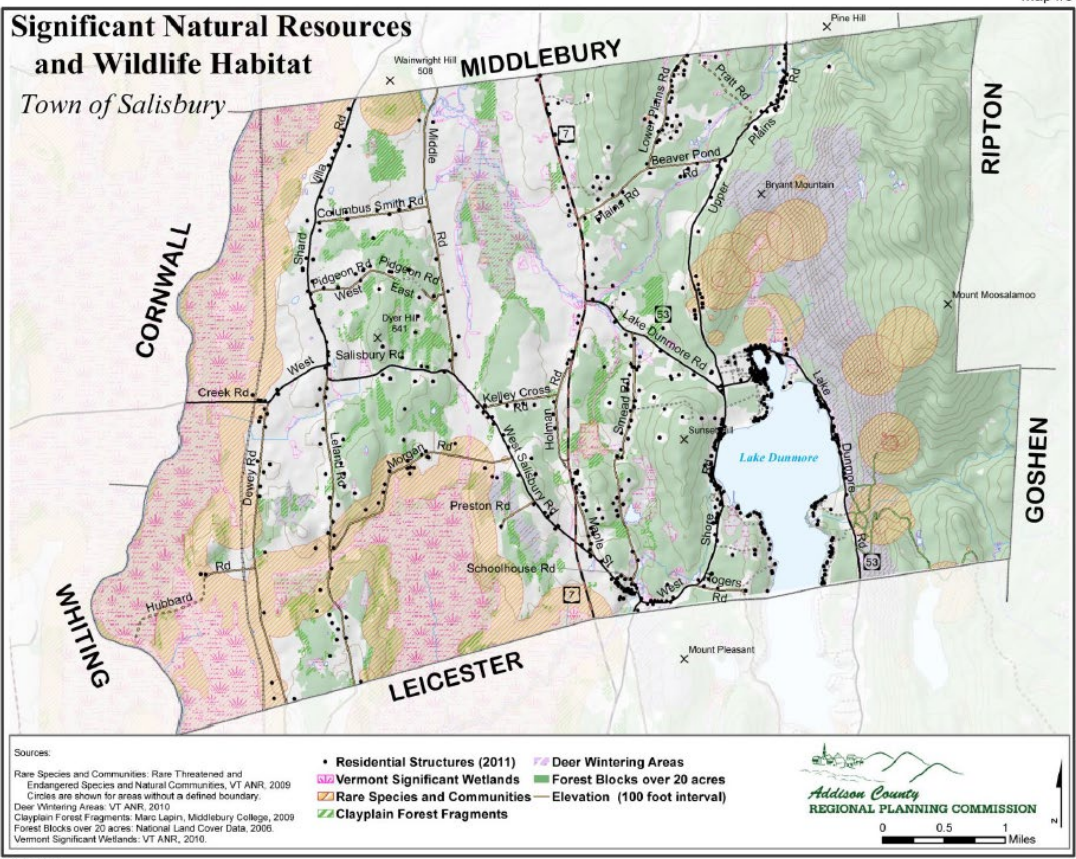 Significant Natural Resources
and Wildlife Habitat
Town of Salisbury
Wainwright Hill
508
MIDDLEBURY
Pine Hill
RIPTON
CORNWALL
GOSHEN
WHITING
LEICESTER
Villa
Rd
Middle
Rd
7
Lower Plains Rd
Pratt Rd
Rd
Plains
Upper
Beaver Pond
Rd
Plains Rd
Bryant Mountain
Columbus Smith Rd
Shard
Pidgeon Rd
Pidgeon Rd
West
East
Dyer Hill
641
Mount Moosalamoo
53
Lake Dunmore Rd
West
Salisbury Rd
Creek Rd
Kelley Cross
Rd
Rd
Holman
Smead Rd
Sunset Hill
Lake
Dunmore
Rd
Lake Dunmore
Morgan
Rd
Leland Rd
Dewey Rd
West Salisbury Rd
Preston Rd
Rd
Shore
Maple St
Schoolhouse Rd
West
Rogers
Rd
53
7
Rd
Hubbard
Mount Pleasant
Sources:
Rare Species and Communities: Rare Threatened and
Endangered Species and Natural Communities, VT ANR, 2009
Circles are shown for areas without a defined boundary.
Deer Wintering Areas: VT ANR, 2010
Clayplain Forest Fragments: Marc Lapin, Middlebury College, 2009
Forest Blocks over 20 acres: National Land Cover Data, 2006.
Vermont Significant Wetlands: VT ANR, 2010.
Residential Structures (2011)
Vermont Significant Wetlands
Rare Species and Communities
Clayplain Forest Fragments
Deer Wintering Areas
Forest Blocks over 20 acres
Elevation (100 foot interval)
Addison County
REGIONAL PLANNING COMMISSION
0 0.5 1
Miles
N